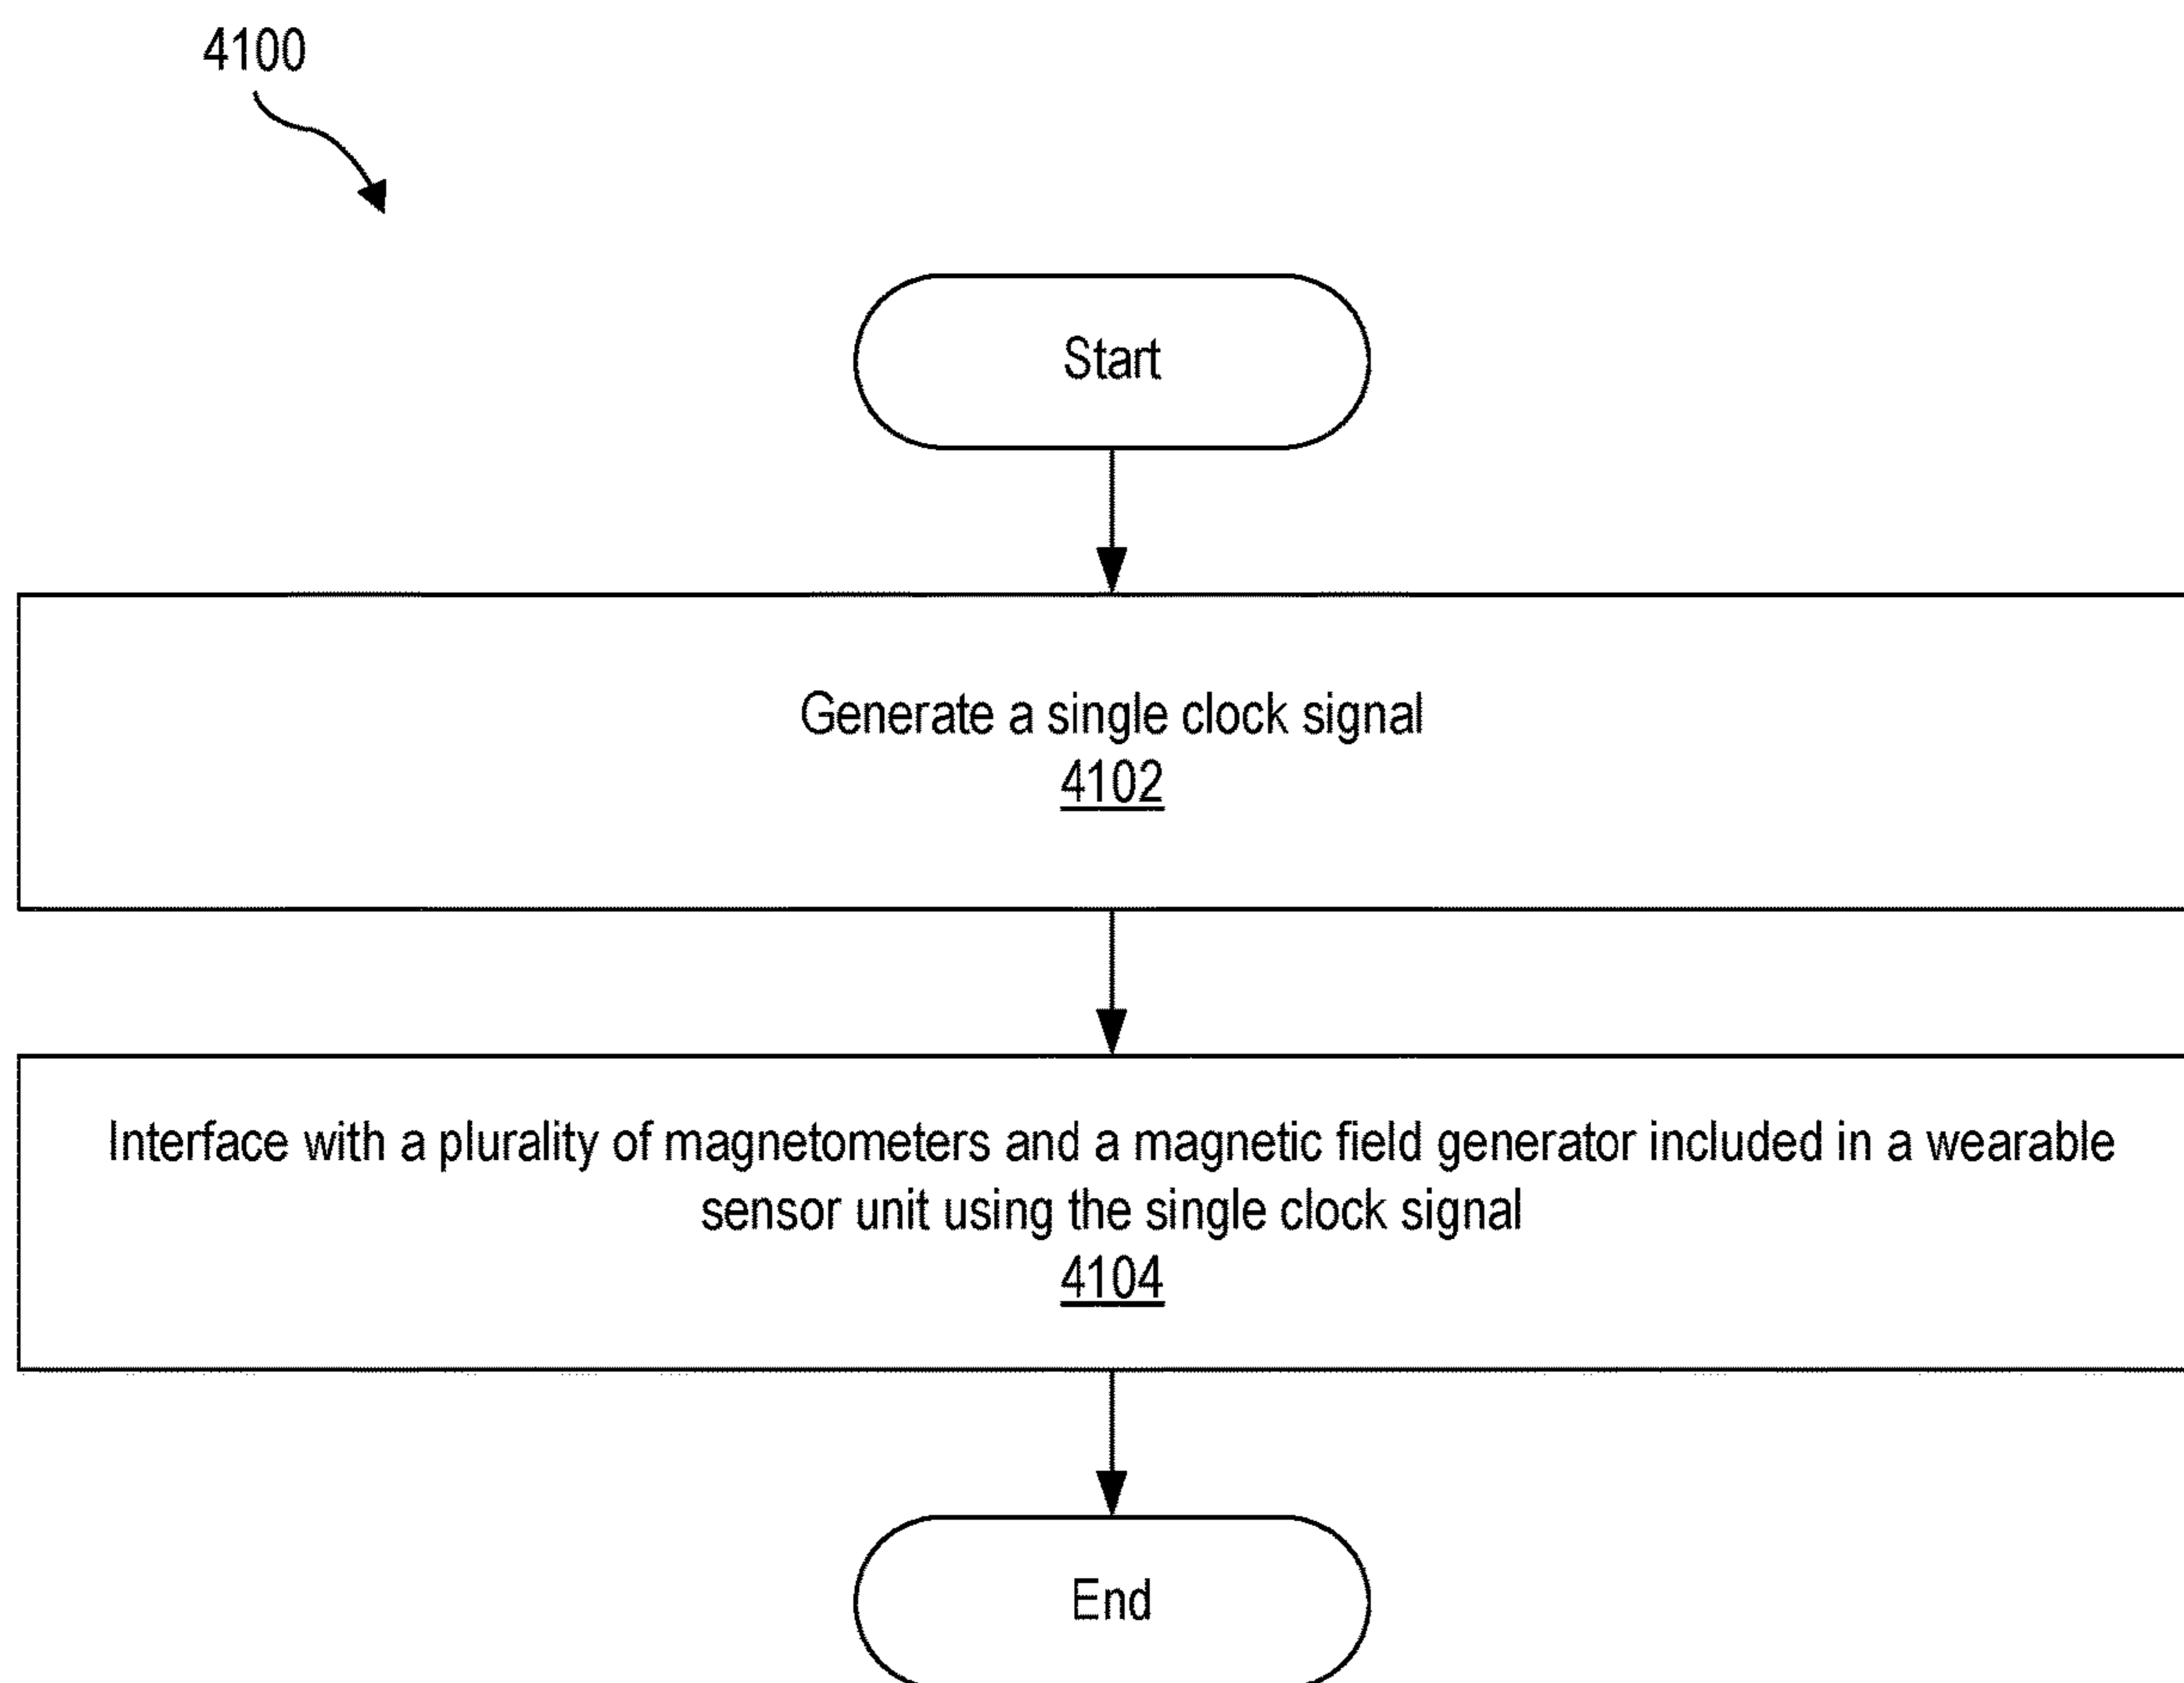 4100
Start
Generate a single clock signal
4102
Interface with a plurality of magnetometers and a magnetic field generator included in a wearable
sensor unit using the single clock signal
4104
End